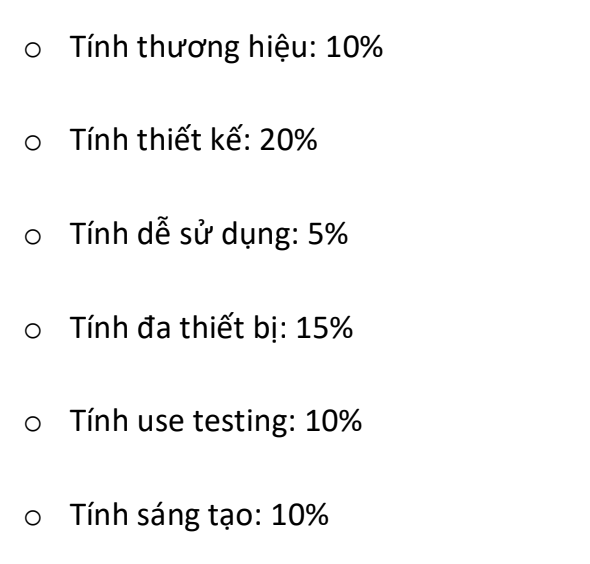 o Tính thương hiệu: 10%
o Tính thiết kế: 20%
o Tính dễ sử dụng: 5%
o Tính đa thiết bị: 15%
o Tính use testing: 10%
o Tính sáng tạo: 10%